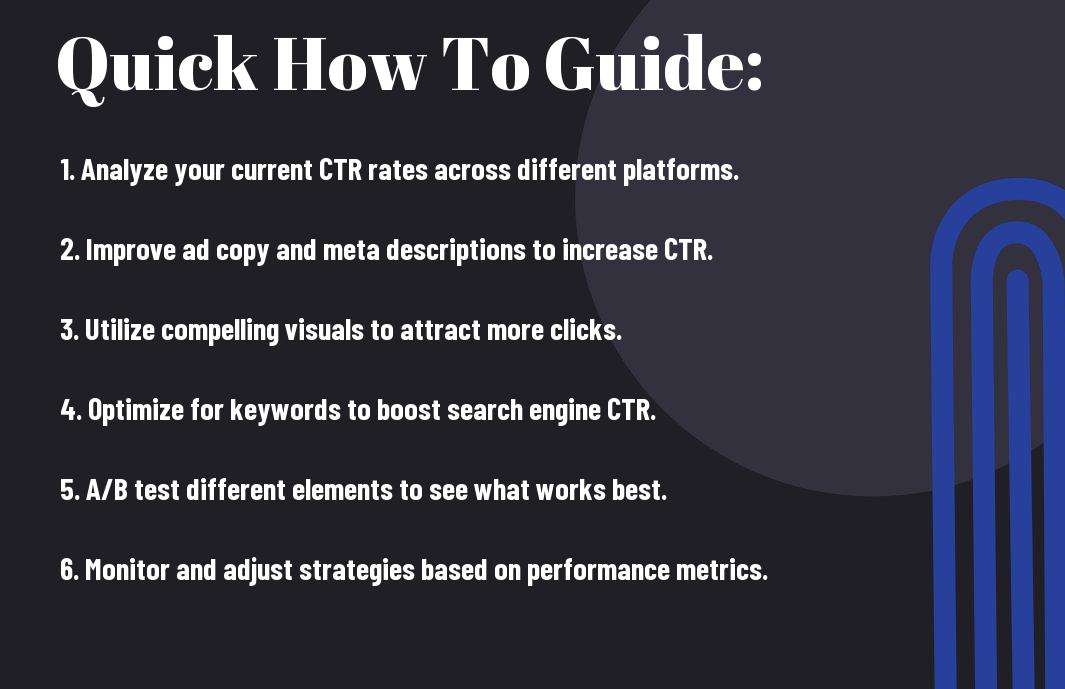 Quick How To Guide:
1. Analyze your current CTR rates across different platforms.
2. Improve ad copy and meta descriptions to increase CTR.
3. Utilize compelling visuals to attract more clicks.
4. Optimize for keywords to boost search engine CTR.
5. A/B test different elements to see what works best.
6. Monitor and adjust strategies based on performance metrics.